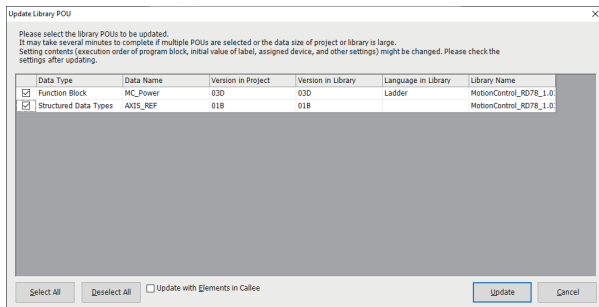 Update Library POU
Please select the library POUs to be updated.
It may take several minutes to complete if multiple POUs are selected or the data size of project or library is large.
Setting contents (execution order of program block, initial value of label, assigned device, and other settings) might be changed. Please check the
settings after updating.
Data Type Data Name Version in Project Version in Library Language in Library Library Name
Function Block MC_Power 03D 03D Ladder MotionControl_RD78_1.0
Structured Data Types AXIS_REF 01B 01B MotionControl_RD78_1.0
Select All Deselect All Update with Elements in Callee Update Cancel